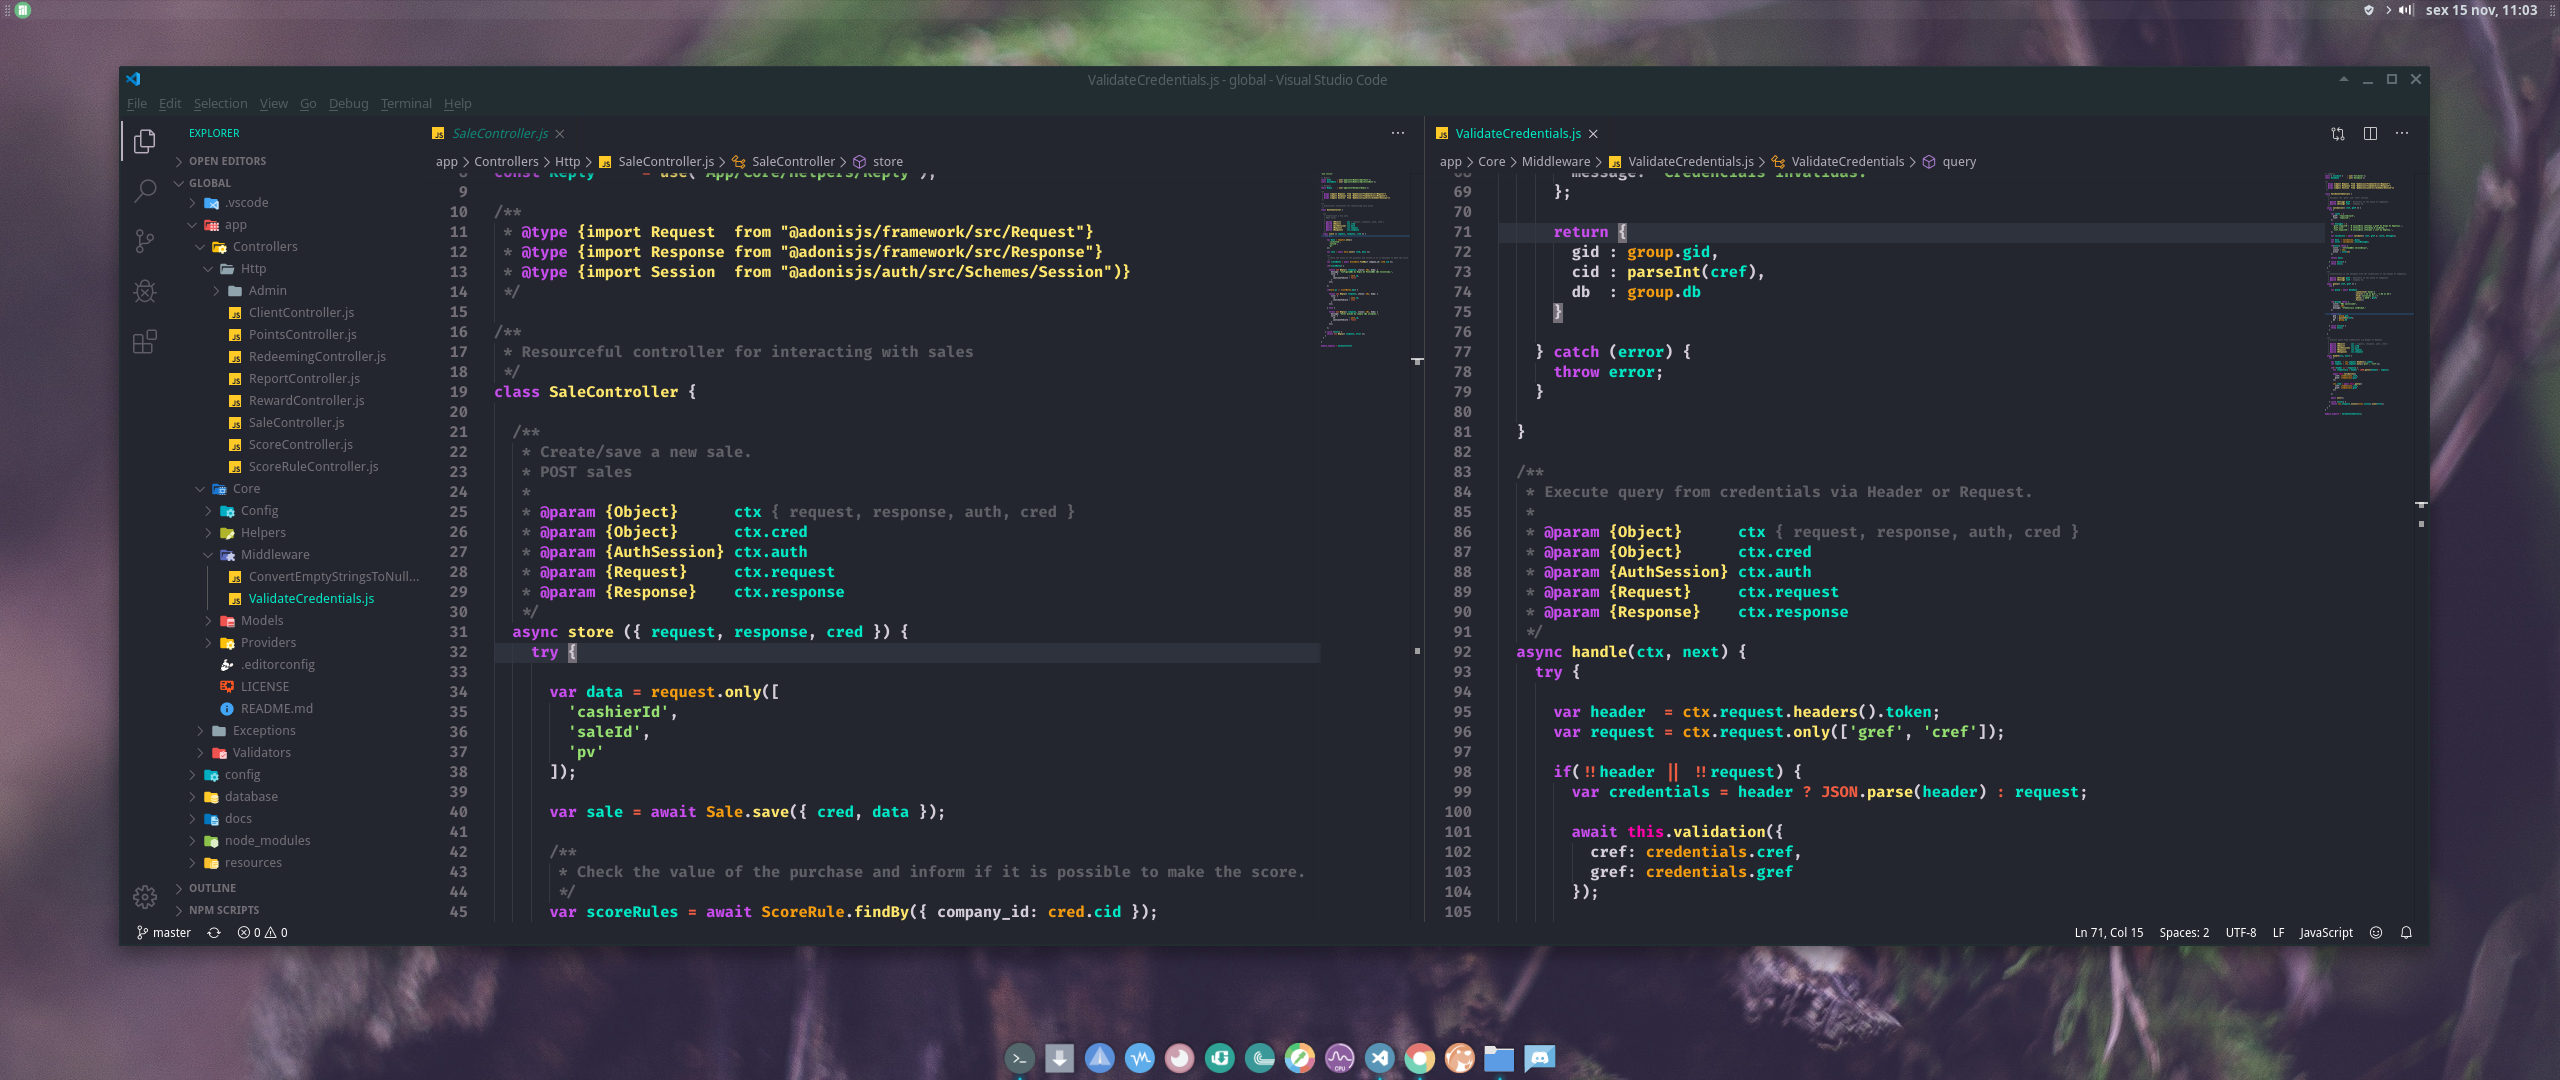 sex 15 nov, 11:03
ValidateCredentials.js - global - Visual Studio Code
File Edit Selection View Go Debug Terminal Help
EXPLORER
OPEN EDITORS
GLOBAL
.vscode
app
Controllers
Http
Admin
ClientController.js
PointsController.js
RedeemingController.js
ReportController.js
RewardController.js
SaleController.js
ScoreController.js
ScoreRuleController.js
Core
Config
Helpers
Middleware
ConvertEmptyStringsToNull...
ValidateCredentials.js
Models
Providers
.editorconfig
LICENSE
README.md
Exceptions
Validators
config
database
docs
node_modules
resources
OUTLINE
NPM SCRIPTS
SaleController.js
app > Controllers > Http > SaleController.js > SaleController > store
8 const Reply = use('App/Core/Helpers/Reply');
9
10 /**
11 * @type {import Request from "@adonisjs/framework/src/Request"}
12 * @type {import Response from "@adonisjs/framework/src/Response"}
13 * @type {import Session from "@adonisjs/auth/src/Schemes/Session")}
14 */
15
16 /**
17 * Resourceful controller for interacting with sales
18 */
19 class SaleController {
20
21 /**
22 * Create/save a new sale.
23 * POST sales
24 *
25 * @param {Object} ctx { request, response, auth, cred }
26 * @param {Object} ctx.cred
27 * @param {AuthSession} ctx.auth
28 * @param {Request} ctx.request
29 * @param {Response} ctx.response
30 */
31 async store ({ request, response, cred }) {
32 try {
33
34 var data = request.only([
35 'cashierId',
36 'saleId',
37 'pv'
38 ]);
39
40 var sale = await Sale.save({ cred, data });
41
42 /**
43 * Check the value of the purchase and inform if it is possible to make the score.
44 */
45 var scoreRules = await ScoreRule.findBy({ company_id: cred.cid });
ValidateCredentials.js
app > Core > Middleware > ValidateCredentials.js > ValidateCredentials > query
68 message: 'Credenciais inválidas.'
69 };
70
71 return {
72 gid : group.gid,
73 cid : parseInt(cref),
74 db : group.db
75 }
76
77 } catch (error) {
78 throw error;
79 }
80
81 }
82
83 /**
84 * Execute query from credentials via Header or Request.
85 *
86 * @param {Object} ctx { request, response, auth, cred }
87 * @param {Object} ctx.cred
88 * @param {AuthSession} ctx.auth
89 * @param {Request} ctx.request
90 * @param {Response} ctx.response
91 */
92 async handle(ctx, next) {
93 try {
94
95 var header = ctx.request.headers().token;
96 var request = ctx.request.only(['gref', 'cref']);
97
98 if(!!header || !!request) {
99 var credentials = header ? JSON.parse(header) : request;
100
101 await this.validation({
102 cref: credentials.cref,
103 gref: credentials.gref
104 });
105
master 0 0
Ln 71, Col 15 Spaces: 2 UTF-8 LF JavaScript
CPU